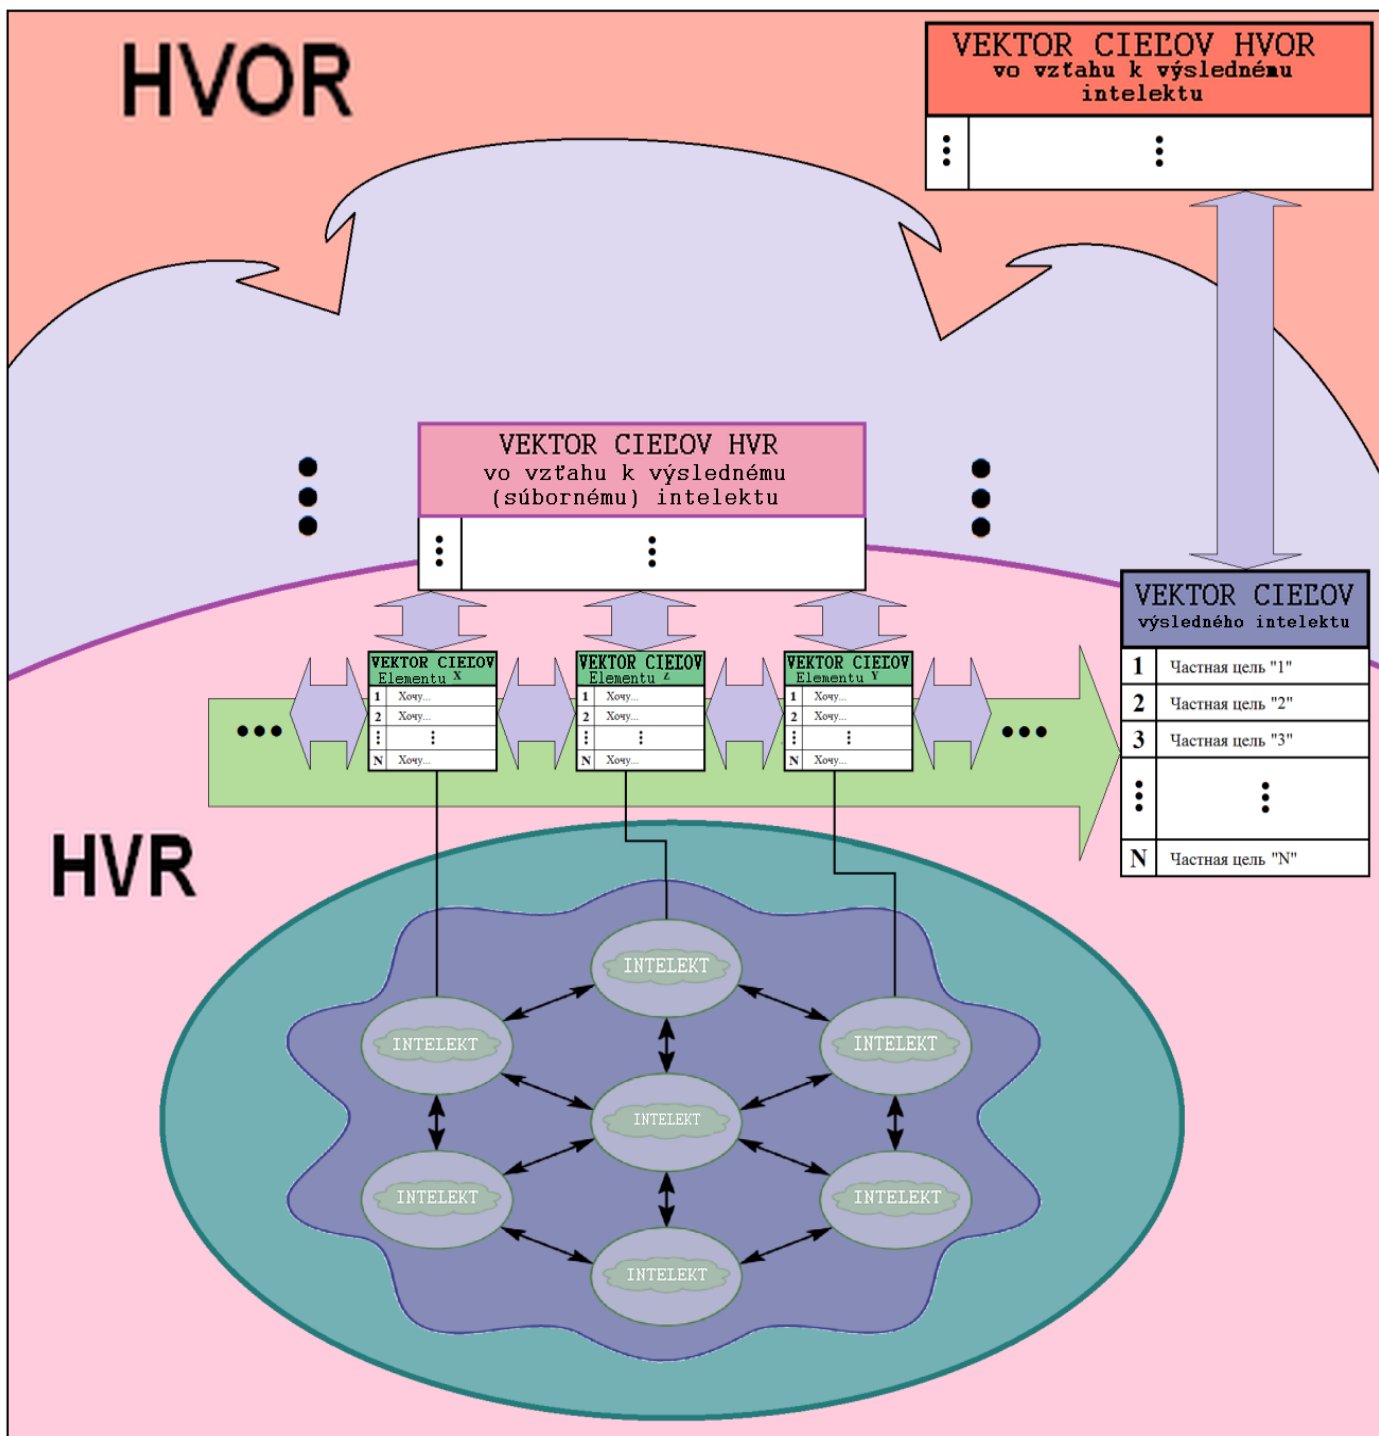 HVOR
VEKTOR CIEĽOV HVOR
vo vzťahu k výslednému
intelektu
VEKTOR CIEĽOV HVR
vo vzťahu k výslednému
(súbornému) intelektu
VEKTOR CIEĽOV
výsledného intelektu
1 Частная цель "1"
2 Частная цель "2"
3 Частная цель "3"
N Частная цель "N"
VEKTOR CIEĽOV
Elementu X
1 Хочу...
2 Хочу...
N Хочу...
VEKTOR CIEĽOV
Elementu Z
1 Хочу...
2 Хочу...
N Хочу...
VEKTOR CIEĽOV
Elementu Y
1 Хочу...
2 Хочу...
N Хочу...
HVR
INTELEKT
INTELEKT
INTELEKT
INTELEKT
INTELEKT
INTELEKT
INTELEKT